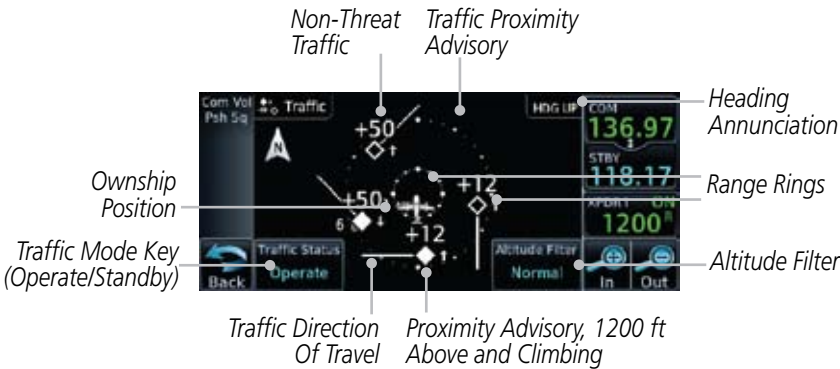 Non-Threat
Traffic
Traffic Proximity
Advisory
Com Vol
Psh Sq
Traffic
HDG UP
COM
136.97
Heading
Annunciation
N
+50
STBY
118.17
Range Rings
Ownship
Position
+50
6
+12
+12
XPDR1 ON
1200 R
Traffic Mode Key
(Operate/Standby)
Back
Traffic Status
Operate
Altitude Filter
Normal
In
Out
Altitude Filter
Traffic Direction
Of Travel
Proximity Advisory, 1200 ft
Above and Climbing